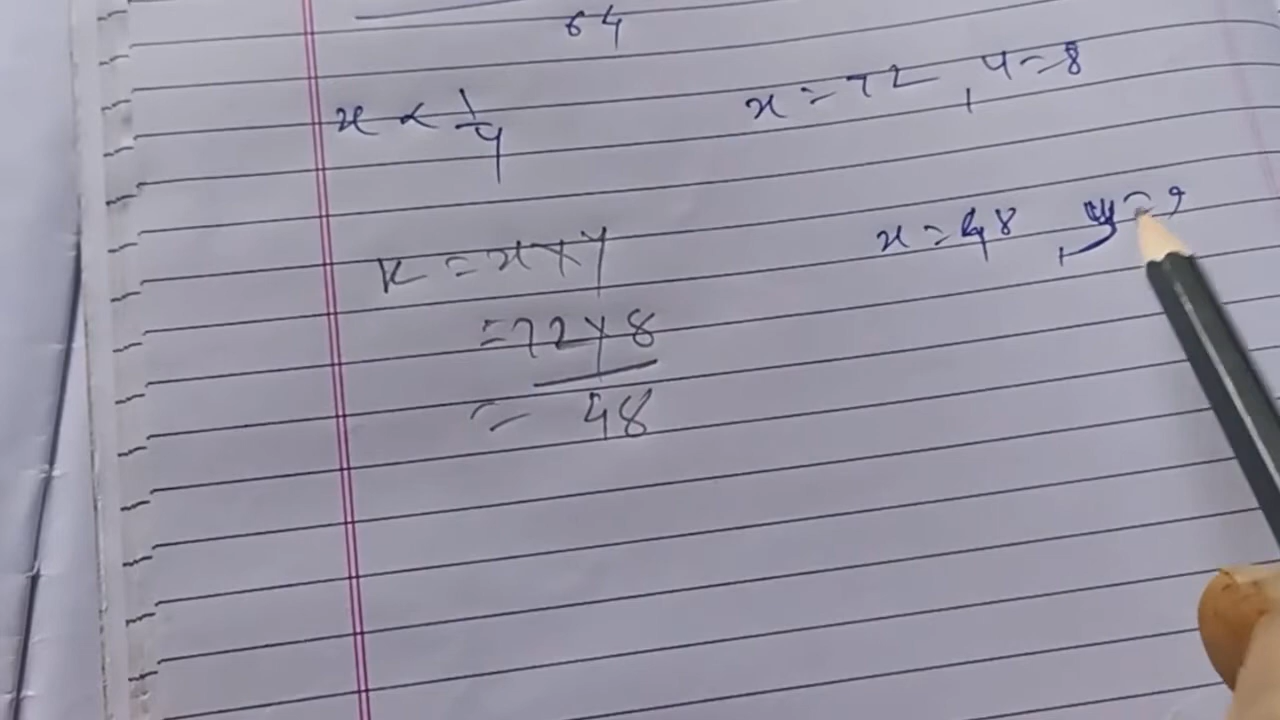 64
x ∝ 1/y
x = 72, y = 8
x = 48, y = ?
K = x × y
= 72 × 8
= 48